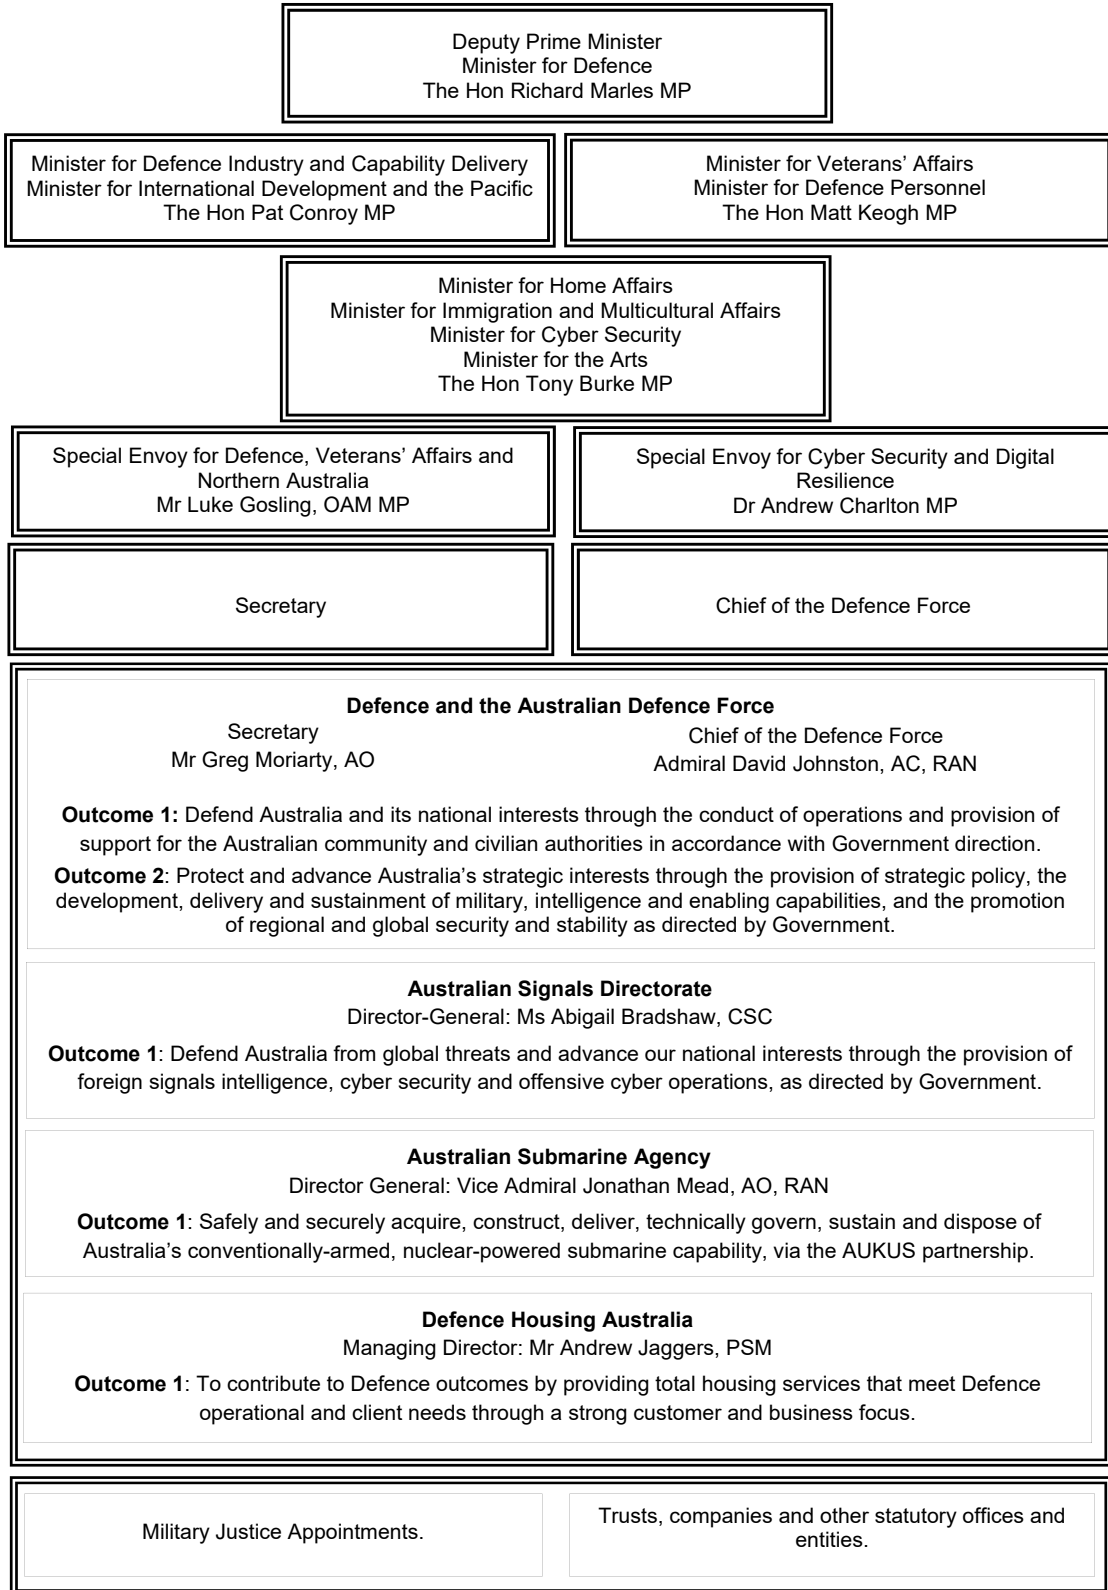 Deputy Prime Minister
Minister for Defence
The Hon Richard Marles MP
Minister for Defence Industry and Capability Delivery
Minister for International Development and the Pacific
The Hon Pat Conroy MP
Minister for Veterans’ Affairs
Minister for Defence Personnel
The Hon Matt Keogh MP
Minister for Home Affairs
Minister for Immigration and Multicultural Affairs
Minister for Cyber Security
Minister for the Arts
The Hon Tony Burke MP
Special Envoy for Defence, Veterans’ Affairs and
Northern Australia
Mr Luke Gosling, OAM MP
Special Envoy for Cyber Security and Digital
Resilience
Dr Andrew Charlton MP
Secretary
Chief of the Defence Force
Defence and the Australian Defence Force
Secretary
Mr Greg Moriarty, AO
Chief of the Defence Force
Admiral David Johnston, AC, RAN
Outcome 1: Defend Australia and its national interests through the conduct of operations and provision of
support for the Australian community and civilian authorities in accordance with Government direction.
Outcome 2: Protect and advance Australia’s strategic interests through the provision of strategic policy, the
development, delivery and sustainment of military, intelligence and enabling capabilities, and the promotion
of regional and global security and stability as directed by Government.
Australian Signals Directorate
Director-General: Ms Abigail Bradshaw, CSC
Outcome 1: Defend Australia from global threats and advance our national interests through the provision of
foreign signals intelligence, cyber security and offensive cyber operations, as directed by Government.
Australian Submarine Agency
Director General: Vice Admiral Jonathan Mead, AO, RAN
Outcome 1: Safely and securely acquire, construct, deliver, technically govern, sustain and dispose of
Australia’s conventionally-armed, nuclear-powered submarine capability, via the AUKUS partnership.
Defence Housing Australia
Managing Director: Mr Andrew Jaggers, PSM
Outcome 1: To contribute to Defence outcomes by providing total housing services that meet Defence
operational and client needs through a strong customer and business focus.
Military Justice Appointments.
Trusts, companies and other statutory offices and
entities.